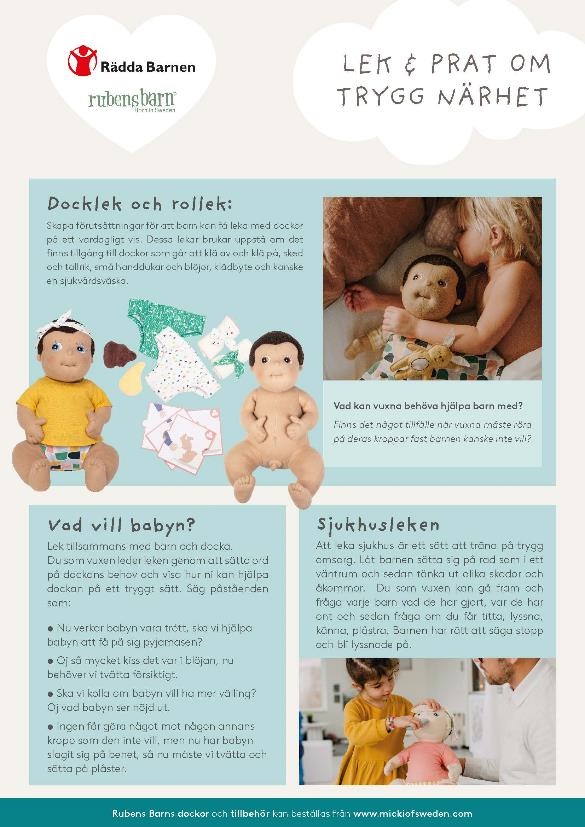 Rädda Barnen
rubensbarn
Born in Sweden
LEK & PRAT OM
TRYGG NÄRHET
Docklek och rollek:
Skapa förutsättningar för att barn kan få leka med dockor
på ett vardagligt vis. Dessa lekar brukar uppstå om det
finns tillgång till dockor som går att klä av och klä på, sked
och tallrik, små handdukar och blöjor, klädbyte och kanske
en sjukvårdsväska.
Vad kan vuxna behöva hjälpa barn med?
Finns det något tillfälle när vuxna måste röra
på deras kroppar fast barnen kanske inte vill?
Vad vill babyn?
Lek tillsammans med barn och docka.
Du som vuxen leder leken genom att sätta ord
på dockans behov och visa hur ni kan hjälpa
dockan på ett tryggt sätt. Säg påståenden
som:
● Nu verkar babyn vara trött, ska vi hjälpa
babyn att få på sig pyjamasen?
● Oj så mycket kiss det var i blöjan, nu
behöver vi tvätta försiktigt.
● Ska vi kolla om babyn vill ha mer välling?
Oj vad babyn ser nöjd ut.
● Ingen får göra något mot någon annans
kropp som den inte vill, men nu har babyn
slagit sig på benet, så nu måste vi tvätta och
sätta på plåster.
Sjukhusleken
Att leka sjukhus är ett sätt att träna på trygg
omsorg. Låt barnen sätta sig på rad som i ett
väntrum och sedan tänka ut olika skador och
åkommor. Du som vuxen kan gå fram och
fråga varje barn vad de har gjort, var de har
ont och sedan fråga om du får titta, lyssna,
känna, plåstra. Barnen har rätt att säga stopp
och bli lyssnade på.
Rubens Barns dockor och tillbehör kan beställas från www.mickiofsweden.com